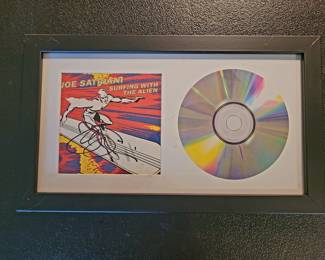 JOE SATRIANI
SURFING WITH
THE ALIEN